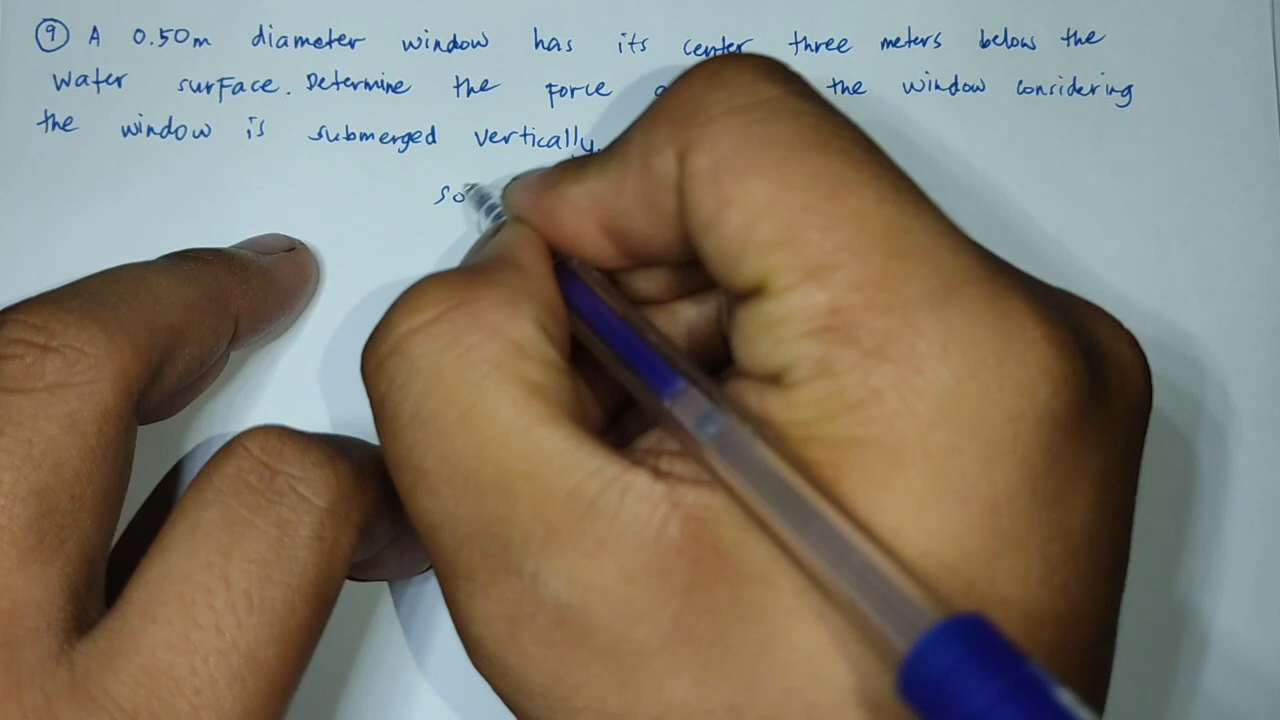 9 A 0.50m diameter window has its center three meters below the
water surface. Determine the force the window considering
the window is submerged vertically.
so